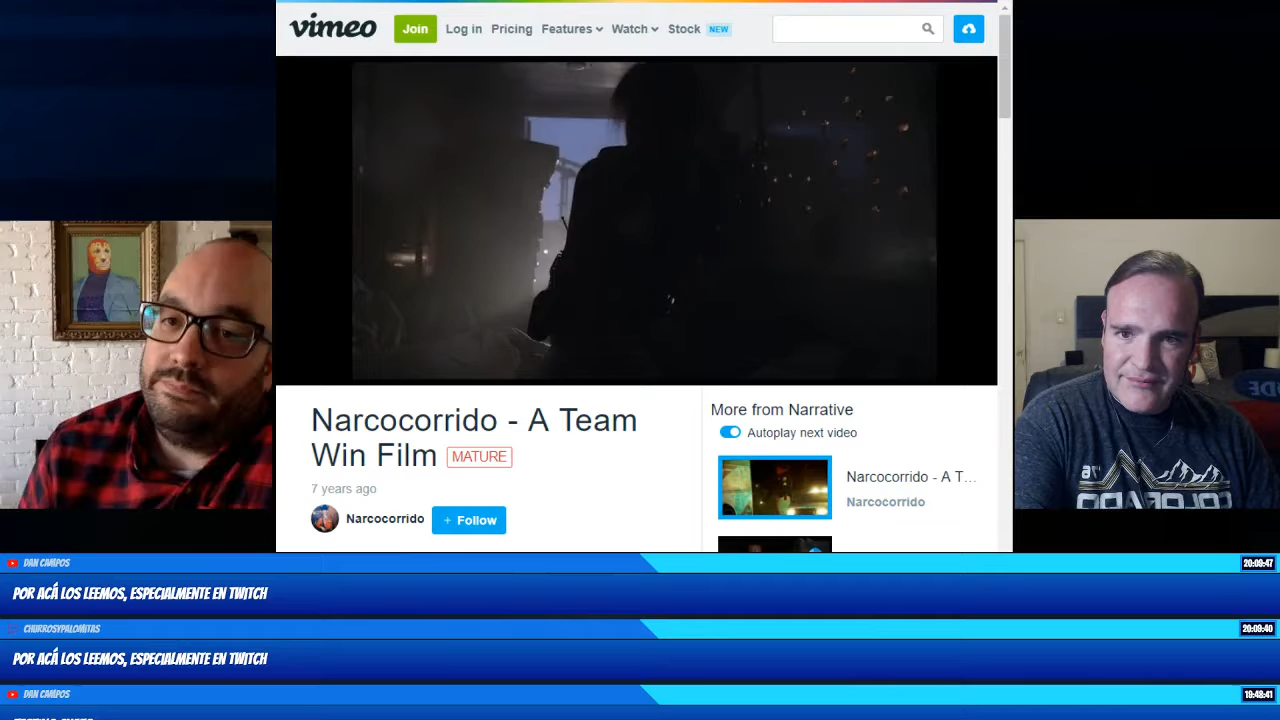 vimeo
Join
Log in
Pricing
Features
Watch
Stock
NEW
Narcocorrido - A Team
Win Film
MATURE
7 years ago
Narcocorrido
+ Follow
More from Narrative
Autoplay next video
Narcocorrido - A T...
Narcocorrido
COLORADO
DAN CAMPOS
20:09:47
POR ACÁ LOS LEEMOS, ESPECIALMENTE EN TWITCH
CHURROSYPALOMITAS
20:09:40
POR ACÁ LOS LEEMOS, ESPECIALMENTE EN TWITCH
DAN CAMPOS
19:48:41